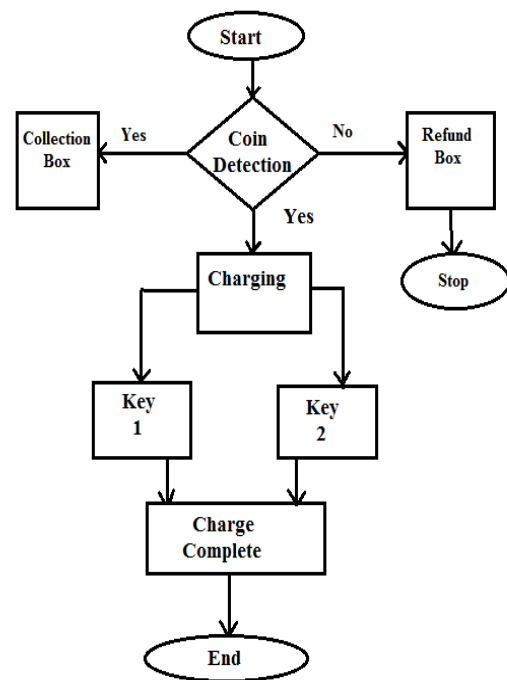 Start
Collection
Box
Yes
Coin
Detection
No
Refund
Box
Yes
Stop
Charging
Key
1
Key
2
Charge
Complete
End